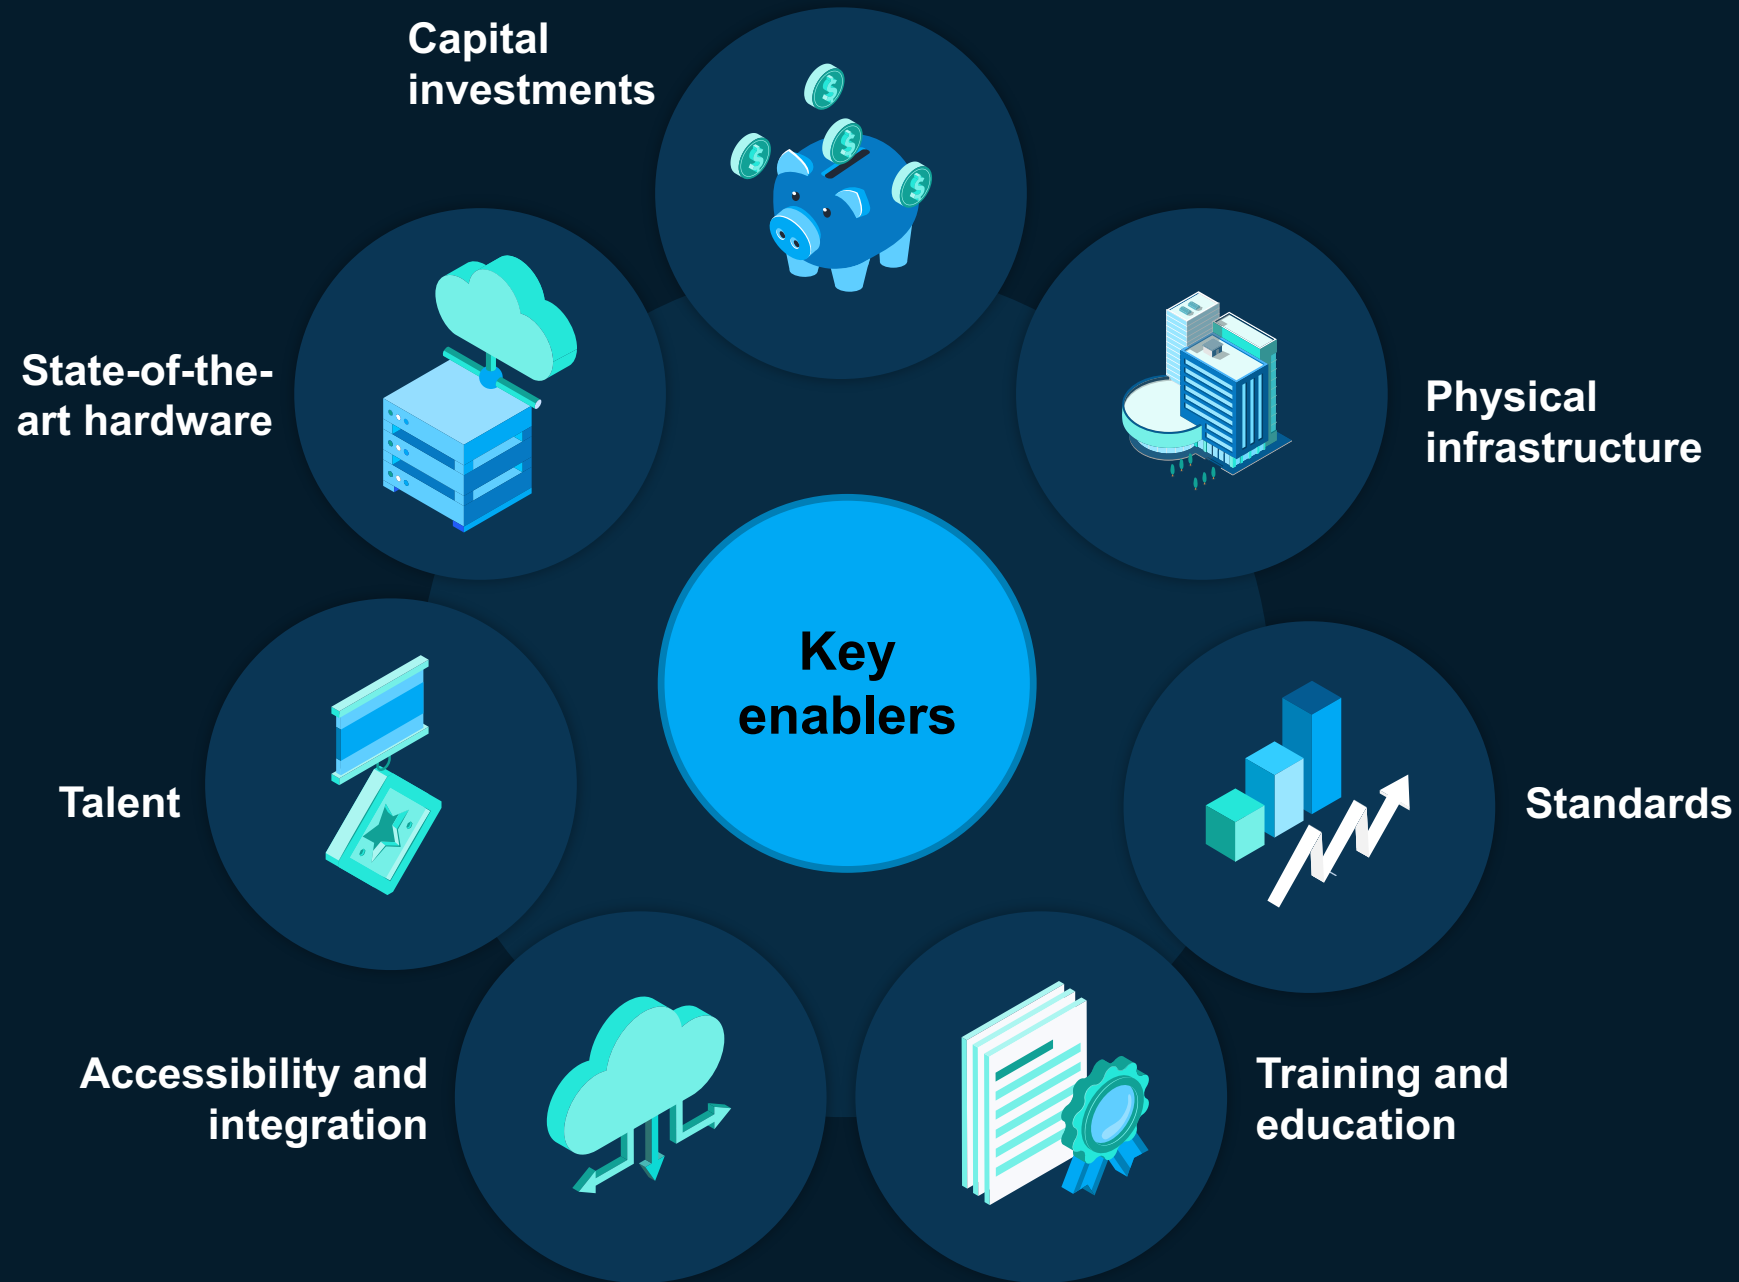 Capital
investments
State-of-the-
art hardware
Physical
infrastructure
Key
enablers
Talent
Standards
Accessibility and
integration
Training and
education